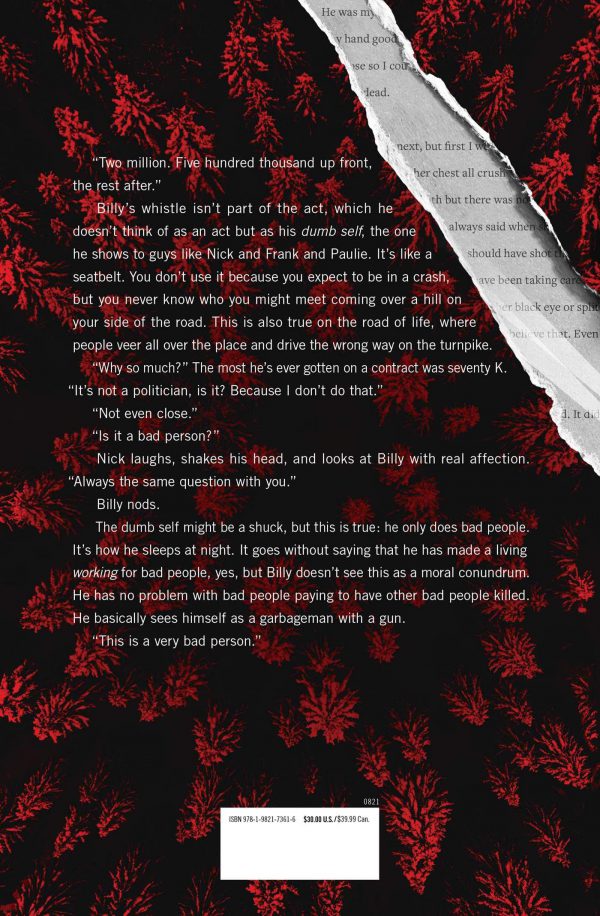 He was my
y hand good
ose so I cou
dead.
next, but first I we
her chest all crush
th but there was no
always said when s
should have shot th
ave been taking care
er black eye or split
believe that. Even
d. It did
“Two million. Five hundred thousand up front,
the rest after.”
Billy’s whistle isn’t part of the act, which he
doesn’t think of as an act but as his dumb self, the one
he shows to guys like Nick and Frank and Paulie. It’s like a
seatbelt. You don’t use it because you expect to be in a crash,
but you never know who you might meet coming over a hill on
your side of the road. This is also true on the road of life, where
people veer all over the place and drive the wrong way on the turnpike.
“Why so much?” The most he’s ever gotten on a contract was seventy K.
“It’s not a politician, is it? Because I don’t do that.”
“Not even close.”
“Is it a bad person?”
Nick laughs, shakes his head, and looks at Billy with real affection.
“Always the same question with you.”
Billy nods.
The dumb self might be a shuck, but this is true: he only does bad people.
It’s how he sleeps at night. It goes without saying that he has made a living
working for bad people, yes, but Billy doesn’t see this as a moral conundrum.
He has no problem with bad people paying to have other bad people killed.
He basically sees himself as a garbageman with a gun.
“This is a very bad person.”
0821
ISBN 978-1-9821-7361-6 $30.00 U.S./$39.99 Can.